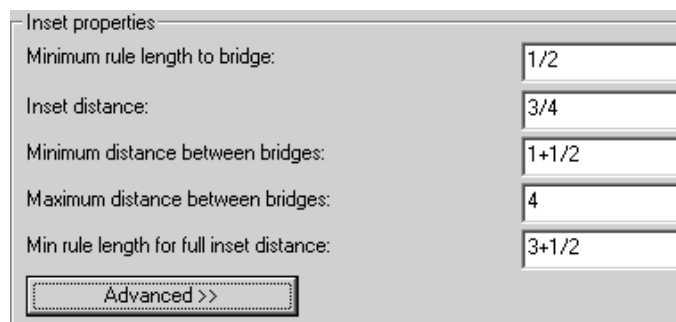 Inset properties
Minimum rule length to bridge: 1/2
Inset distance: 3/4
Minimum distance between bridges: 1+1/2
Maximum distance between bridges: 4
Min rule length for full inset distance: 3+1/2
Advanced >>